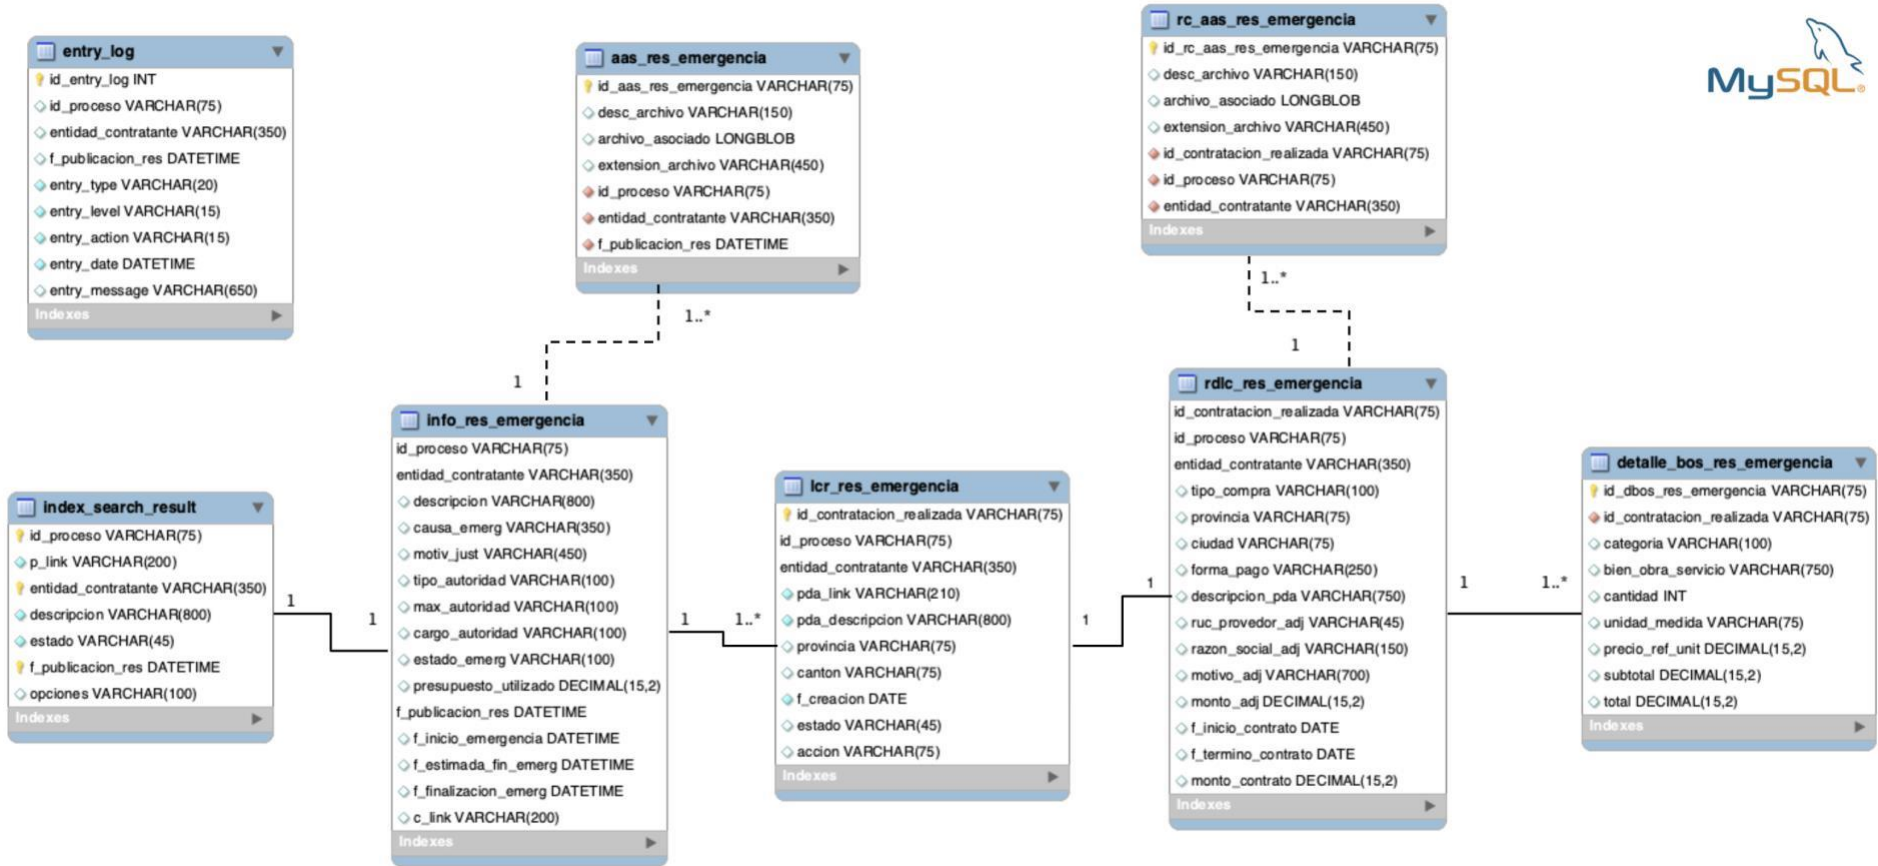 entry_log
id_entry_log INT
id_proceso VARCHAR(75)
entidad_contratante VARCHAR(350)
f_publicacion_res DATETIME
entry_type VARCHAR(20)
entry_level VARCHAR(15)
entry_action VARCHAR(15)
entry_date DATETIME
entry_message VARCHAR(650)
Indexes
aas_res_emergencia
id_aas_res_emergencia VARCHAR(75)
desc_archivo VARCHAR(150)
archivo_asociado LONGBLOB
extension_archivo VARCHAR(450)
id_proceso VARCHAR(75)
entidad_contratante VARCHAR(350)
f_publicacion_res DATETIME
Indexes
1..*
1
rc_aas_res_emergencia
id_rc_aas_res_emergencia VARCHAR(75)
desc_archivo VARCHAR(150)
archivo_asociado LONGBLOB
extension_archivo VARCHAR(450)
id_contratacion_realizada VARCHAR(75)
id_proceso VARCHAR(75)
entidad_contratante VARCHAR(350)
Indexes
1..*
1
MySQL®
index_search_result
id_proceso VARCHAR(75)
p_link VARCHAR(200)
entidad_contratante VARCHAR(350)
descripcion VARCHAR(800)
estado VARCHAR(45)
f_publicacion_res DATETIME
opciones VARCHAR(100)
Indexes
1
1
info_res_emergencia
id_proceso VARCHAR(75)
entidad_contratante VARCHAR(350)
descripcion VARCHAR(800)
causa_emerg VARCHAR(350)
motiv_just VARCHAR(450)
tipo_autoridad VARCHAR(100)
max_autoridad VARCHAR(100)
cargo_autoridad VARCHAR(100)
estado_emerg VARCHAR(100)
presupuesto_utilizado DECIMAL(15,2)
f_publicacion_res DATETIME
f_inicio_emergencia DATETIME
f_estimada_fin_emerg DATETIME
f_finalizacion_emerg DATETIME
c_link VARCHAR(200)
Indexes
1
1..*
lcr_res_emergencia
id_contratacion_realizada VARCHAR(75)
id_proceso VARCHAR(75)
entidad_contratante VARCHAR(350)
pda_link VARCHAR(210)
pda_descripcion VARCHAR(800)
provincia VARCHAR(75)
canton VARCHAR(75)
f_creacion DATE
estado VARCHAR(45)
accion VARCHAR(75)
Indexes
1
1
rdlc_res_emergencia
id_contratacion_realizada VARCHAR(75)
id_proceso VARCHAR(75)
entidad_contratante VARCHAR(350)
tipo_compra VARCHAR(100)
provincia VARCHAR(75)
ciudad VARCHAR(75)
forma_pago VARCHAR(250)
descripcion_pda VARCHAR(750)
ruc_provedor_adj VARCHAR(45)
razon_social_adj VARCHAR(150)
motivo_adj VARCHAR(700)
monto_adj DECIMAL(15,2)
f_inicio_contrato DATE
f_termino_contrato DATE
monto_contrato DECIMAL(15,2)
Indexes
1
1..*
detalle_bos_res_emergencia
id_dbos_res_emergencia VARCHAR(75)
id_contratacion_realizada VARCHAR(75)
categoria VARCHAR(100)
bien_obra_servicio VARCHAR(750)
cantidad INT
unidad_medida VARCHAR(75)
precio_ref_unit DECIMAL(15,2)
subtotal DECIMAL(15,2)
total DECIMAL(15,2)
Indexes